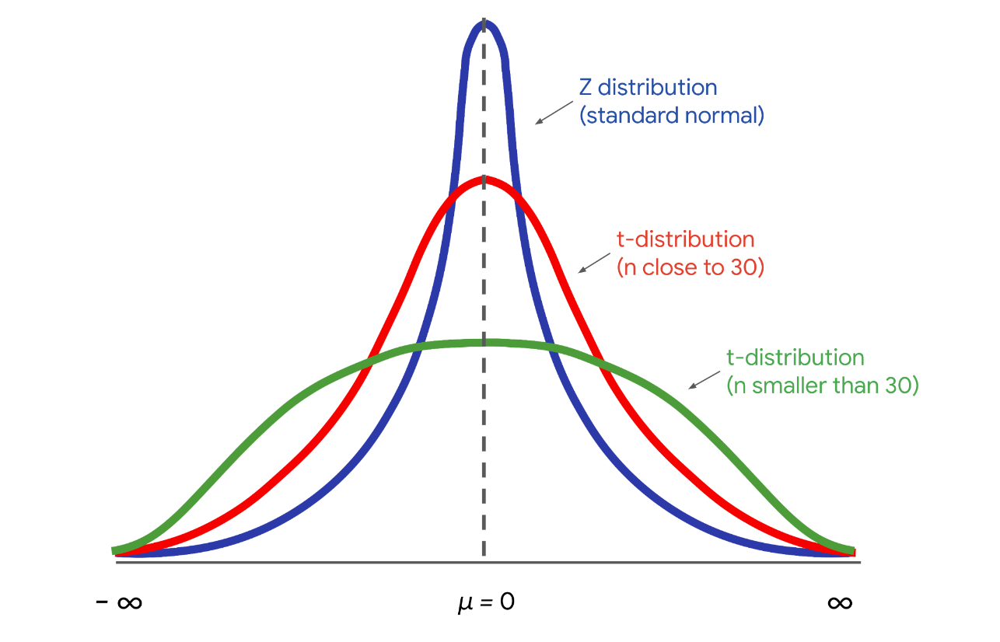 Z distribution
(standard normal)
t-distribution
(n close to 30)
t-distribution
(n smaller than 30)
− ∞
μ = 0
∞